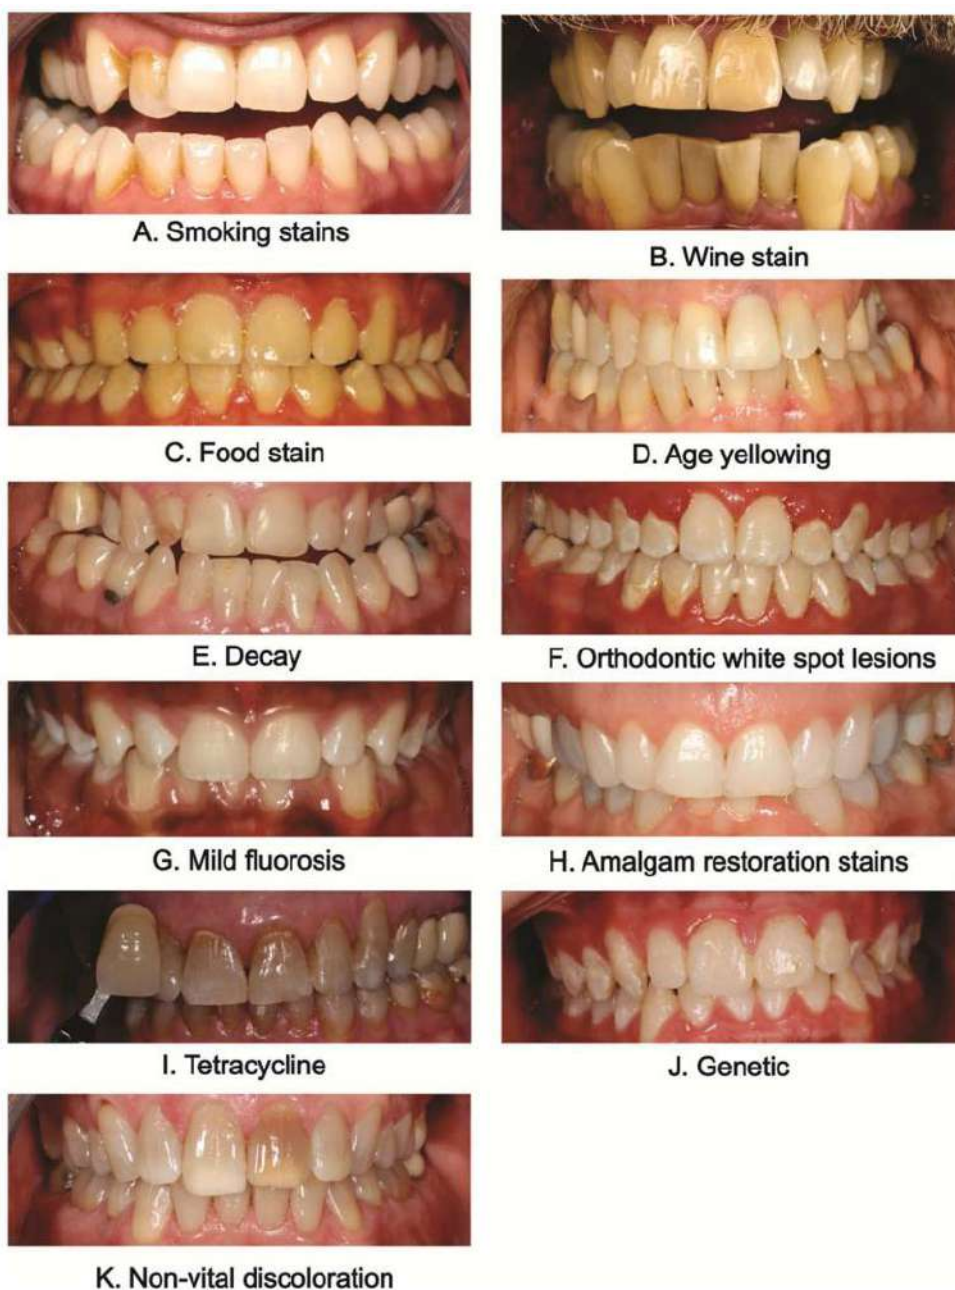 A. Smoking stains
B. Wine stain
C. Food stain
D. Age yellowing
E. Decay
F. Orthodontic white spot lesions
G. Mild fluorosis
H. Amalgam restoration stains
I. Tetracycline
J. Genetic
K. Non-vital discoloration